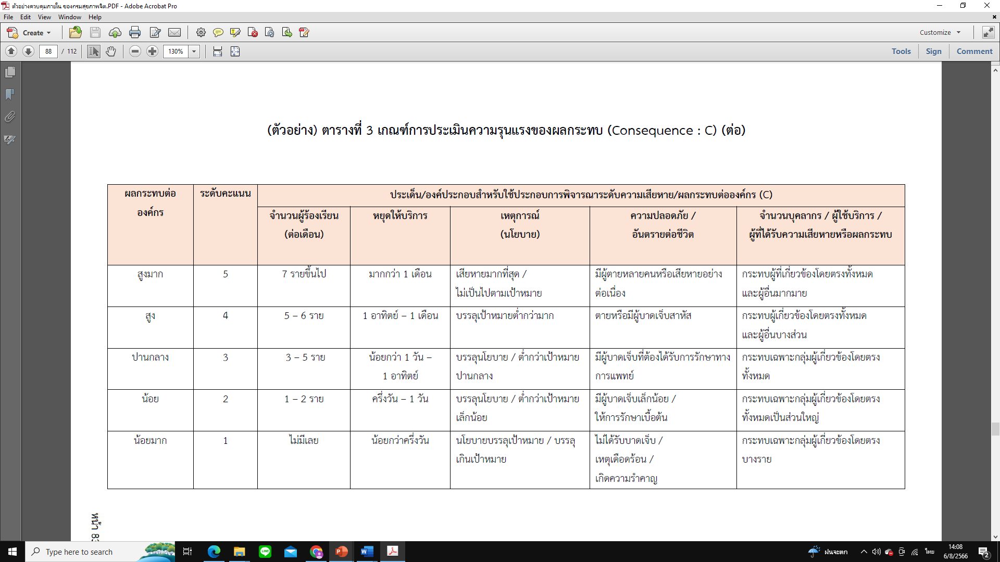 ตัวอย่างควบคุมภายใน ของกรมสุขภาพจิต.PDF - Adobe Acrobat Pro
File Edit View Window Help
Create
Customize
88 / 112 130% Tools Sign Comment
(ตัวอย่าง) ตารางที่ 3 เกณฑ์การประเมินความรุนแรงของผลกระทบ (Consequence : C) (ต่อ)
ผลกระทบต่อ ระดับคะแนน ประเด็น/องค์ประกอบสำหรับใช้ประกอบการพิจารณาระดับความเสียหาย/ผลกระทบต่อองค์กร (C)
องค์กร จำนวนผู้ร้องเรียน หยุดให้บริการ เหตุการณ์ ความปลอดภัย / จำนวนบุคลากร / ผู้ใช้บริการ /
(ต่อเดือน) (นโยบาย) อันตรายต่อชีวิต ผู้ที่ได้รับความเสียหายหรือผลกระทบ
สูงมาก 5 7 รายขึ้นไป มากกว่า 1 เดือน เสียหายมากที่สุด / มีผู้ตายหลายคนหรือเสียหายอย่าง กระทบผู้ที่เกี่ยวข้องโดยตรงทั้งหมด
ไม่เป็นไปตามเป้าหมาย ต่อเนื่อง และผู้อื่นมากมาย
สูง 4 5 – 6 ราย 1 อาทิตย์ – 1 เดือน บรรลุเป้าหมายต่ำกว่ามาก ตายหรือมีผู้บาดเจ็บสาหัส กระทบผู้เกี่ยวข้องโดยตรงทั้งหมด
และผู้อื่นบางส่วน
ปานกลาง 3 3 – 5 ราย น้อยกว่า 1 วัน – บรรลุนโยบาย / ต่ำกว่าเป้าหมาย มีผู้บาดเจ็บที่ต้องได้รับการรักษาทาง กระทบเฉพาะกลุ่มผู้เกี่ยวข้องโดยตรง
1 อาทิตย์ ปานกลาง การแพทย์ ทั้งหมด
น้อย 2 1 – 2 ราย ครึ่งวัน – 1 วัน บรรลุนโยบาย / ต่ำกว่าเป้าหมาย มีผู้บาดเจ็บเล็กน้อย / กระทบเฉพาะกลุ่มผู้เกี่ยวข้องโดยตรง
เล็กน้อย ให้การรักษาเบื้อต้น ทั้งหมดเป็นส่วนใหญ่
น้อยมาก 1 ไม่มีเลย น้อยกว่าครึ่งวัน นโยบายบรรลุเป้าหมาย / บรรลุ ไม่ได้รับบาดเจ็บ / กระทบเฉพาะกลุ่มผู้เกี่ยวข้องโดยตรง
เกินเป้าหมาย เหตุเดือดร้อน / บางราย
เกิดความรำคาญ
หน้า 83
Type here to search
ฝนจะตก ไทย 14:08
6/8/2566 2